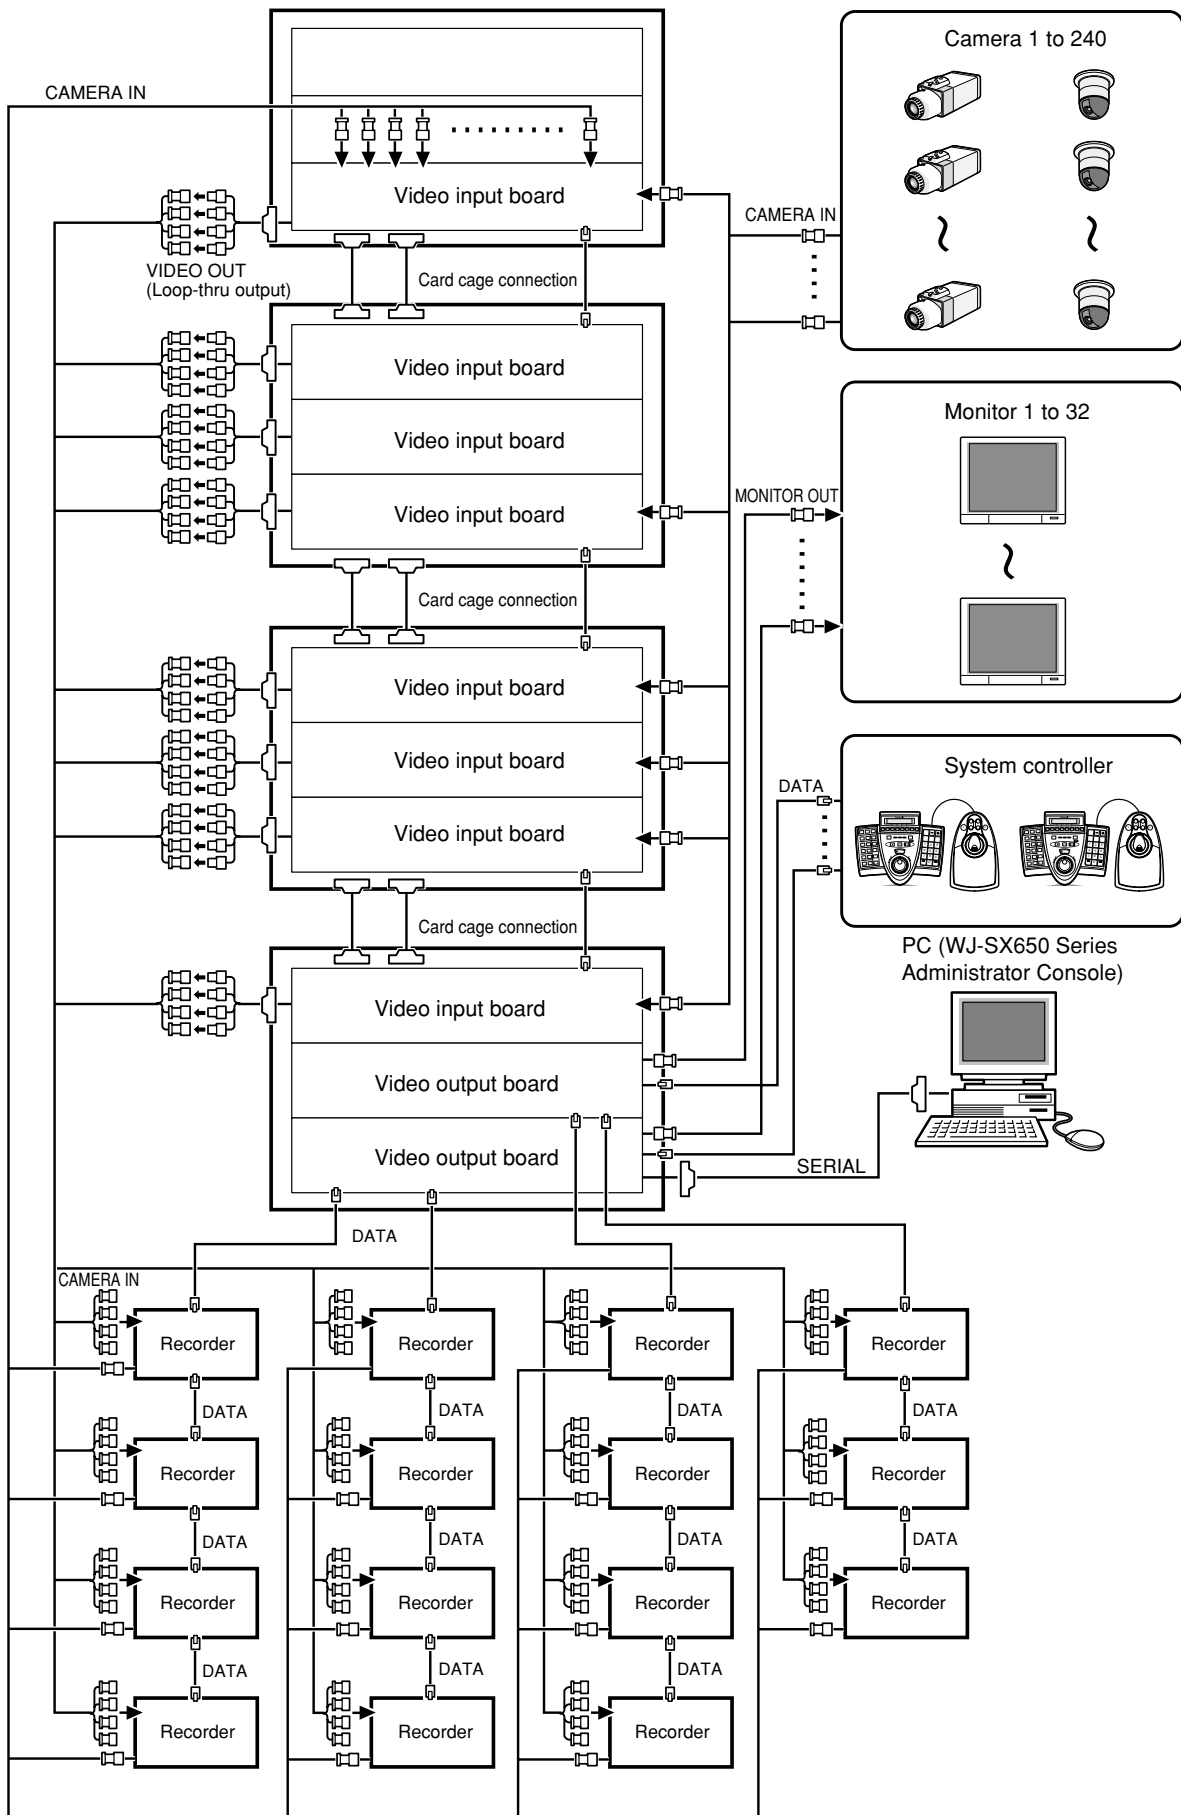 Camera 1 to 240
CAMERA IN
Video input board
CAMERA IN
VIDEO OUT
(Loop-thru output)
Card cage connection
Video input board
Video input board
Video input board
Monitor 1 to 32
MONITOR OUT
Card cage connection
Video input board
Video input board
Video input board
System controller
DATA
Card cage connection
PC (WJ-SX650 Series
Administrator Console)
Video input board
Video output board
Video output board
SERIAL
DATA
CAMERA IN
Recorder
Recorder
Recorder
Recorder
DATA
DATA
DATA
DATA
Recorder
Recorder
Recorder
Recorder
DATA
DATA
DATA
DATA
Recorder
Recorder
Recorder
Recorder
DATA
DATA
DATA
Recorder
Recorder
Recorder